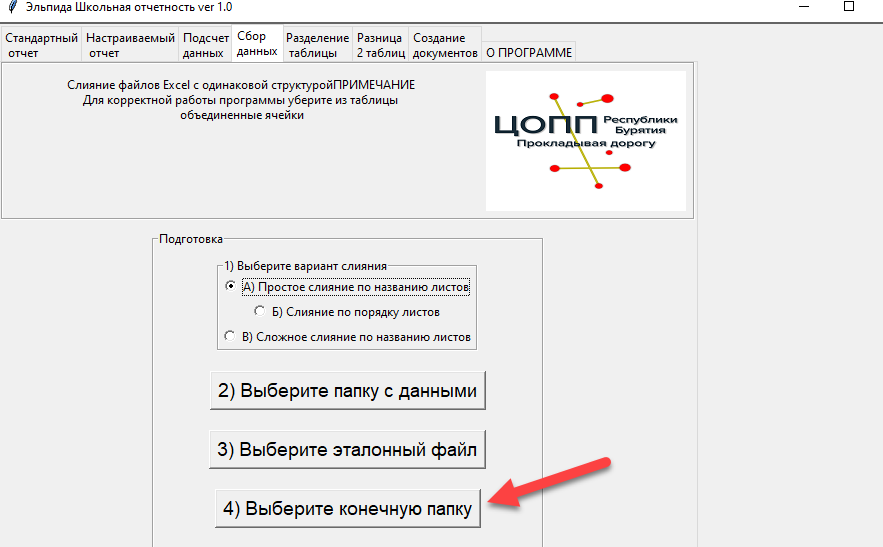 Эльпида Школьная отчетность ver 1.0
Стандартный отчет
Настраиваемый отчет
Подсчет данных
Сбор данных
Разделение таблицы
Разница 2 таблиц
Создание документов
О ПРОГРАММЕ
Слияние файлов Excel с одинаковой структуройПРИМЕЧАНИЕ
Для корректной работы программы уберите из таблицы
объединенные ячейки
ЦОПП Республики
Бурятия
Прокладывая дорогу
Подготовка
1) Выберите вариант слияния
А) Простое слияние по названию листов
Б) Слияние по порядку листов
В) Сложное слияние по названию листов
2) Выберите папку с данными
3) Выберите эталонный файл
4) Выберите конечную папку